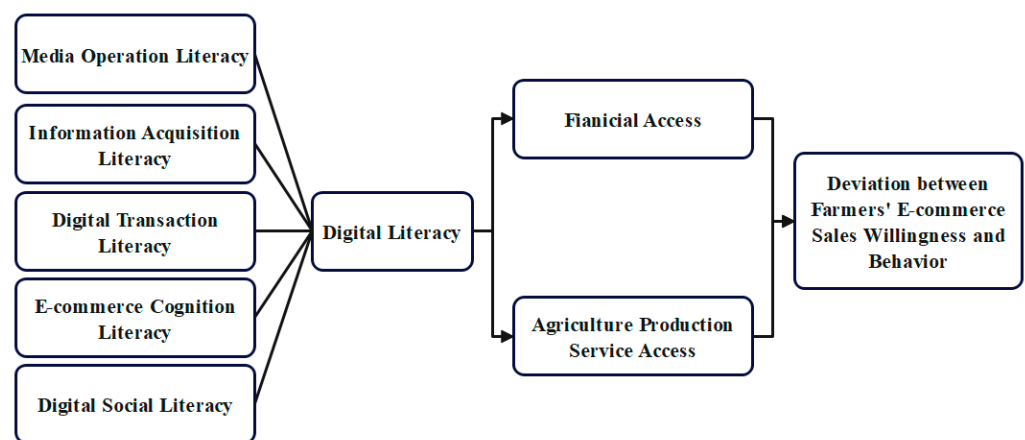 Media Operation Literacy
Information Acquisition
Literacy
Digital Transaction
Literacy
E-commerce Cognition
Literacy
Digital Social Literacy
Digital Literacy
Fianicial Access
Agriculture Production
Service Access
Deviation between
Farmers' E-commerce
Sales Willingness and
Behavior